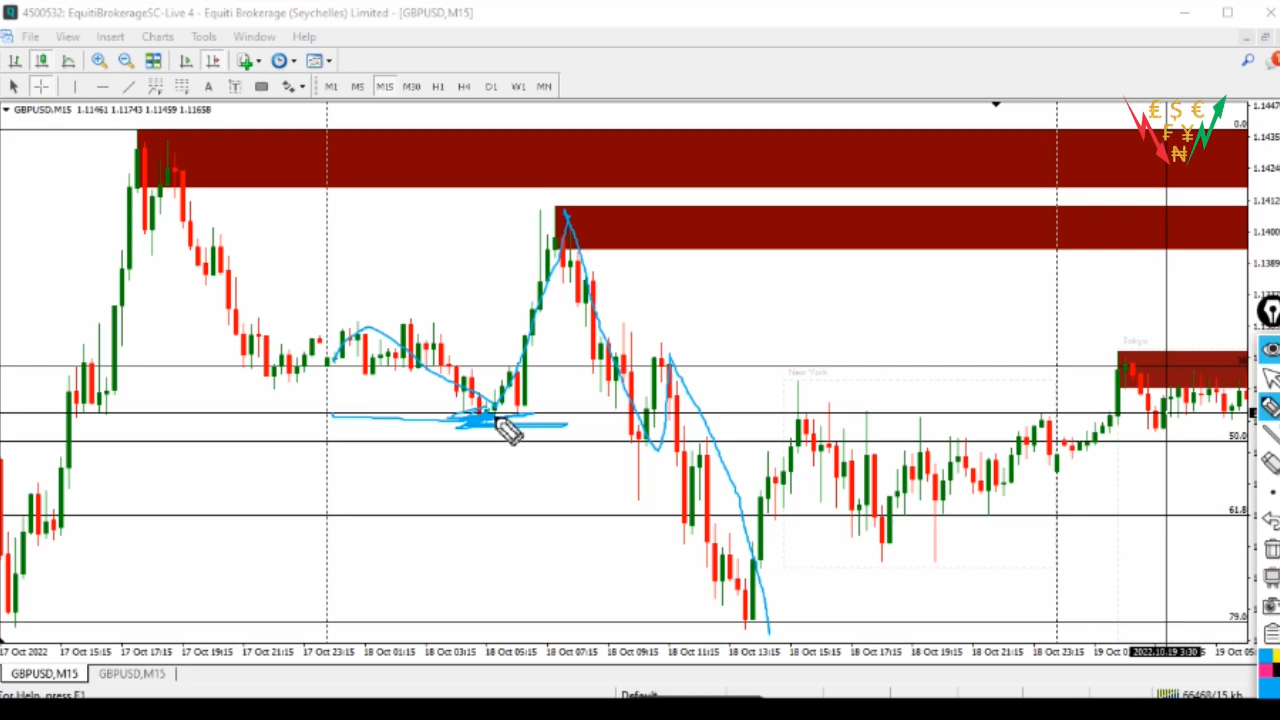 4500532: EquitiBrokerageSC-Live 4 - Equiti Brokerage (Seychelles) Limited - [GBPUSD,M15]
File View Insert Charts Tools Window Help
A T M1 M5 M15 M30 H1 H4 D1 W1 MN
GBPUSD,M15 1.11461 1.11743 1.11459 1.11658
£ $ €
₣ ¥
₦
1.1447
0.0
1.1435
1.1424
1.1412
1.1400
1.1389
Tokyo
New York
50.0
61.8
79.0
17 Oct 2022 17 Oct 15:15 17 Oct 17:15 17 Oct 19:15 17 Oct 21:15 17 Oct 23:15 18 Oct 01:15 18 Oct 03:15 18 Oct 05:15 18 Oct 07:15 18 Oct 09:15 18 Oct 11:15 18 Oct 13:15 18 Oct 15:15 18 Oct 17:15 18 Oct 19:15 18 Oct 21:15 18 Oct 23:15 19 Oct 2022.10.19 3:30 19 Oct
GBPUSD,M15 GBPUSD,M15
For Help, press F1 Default 66468/15 kb